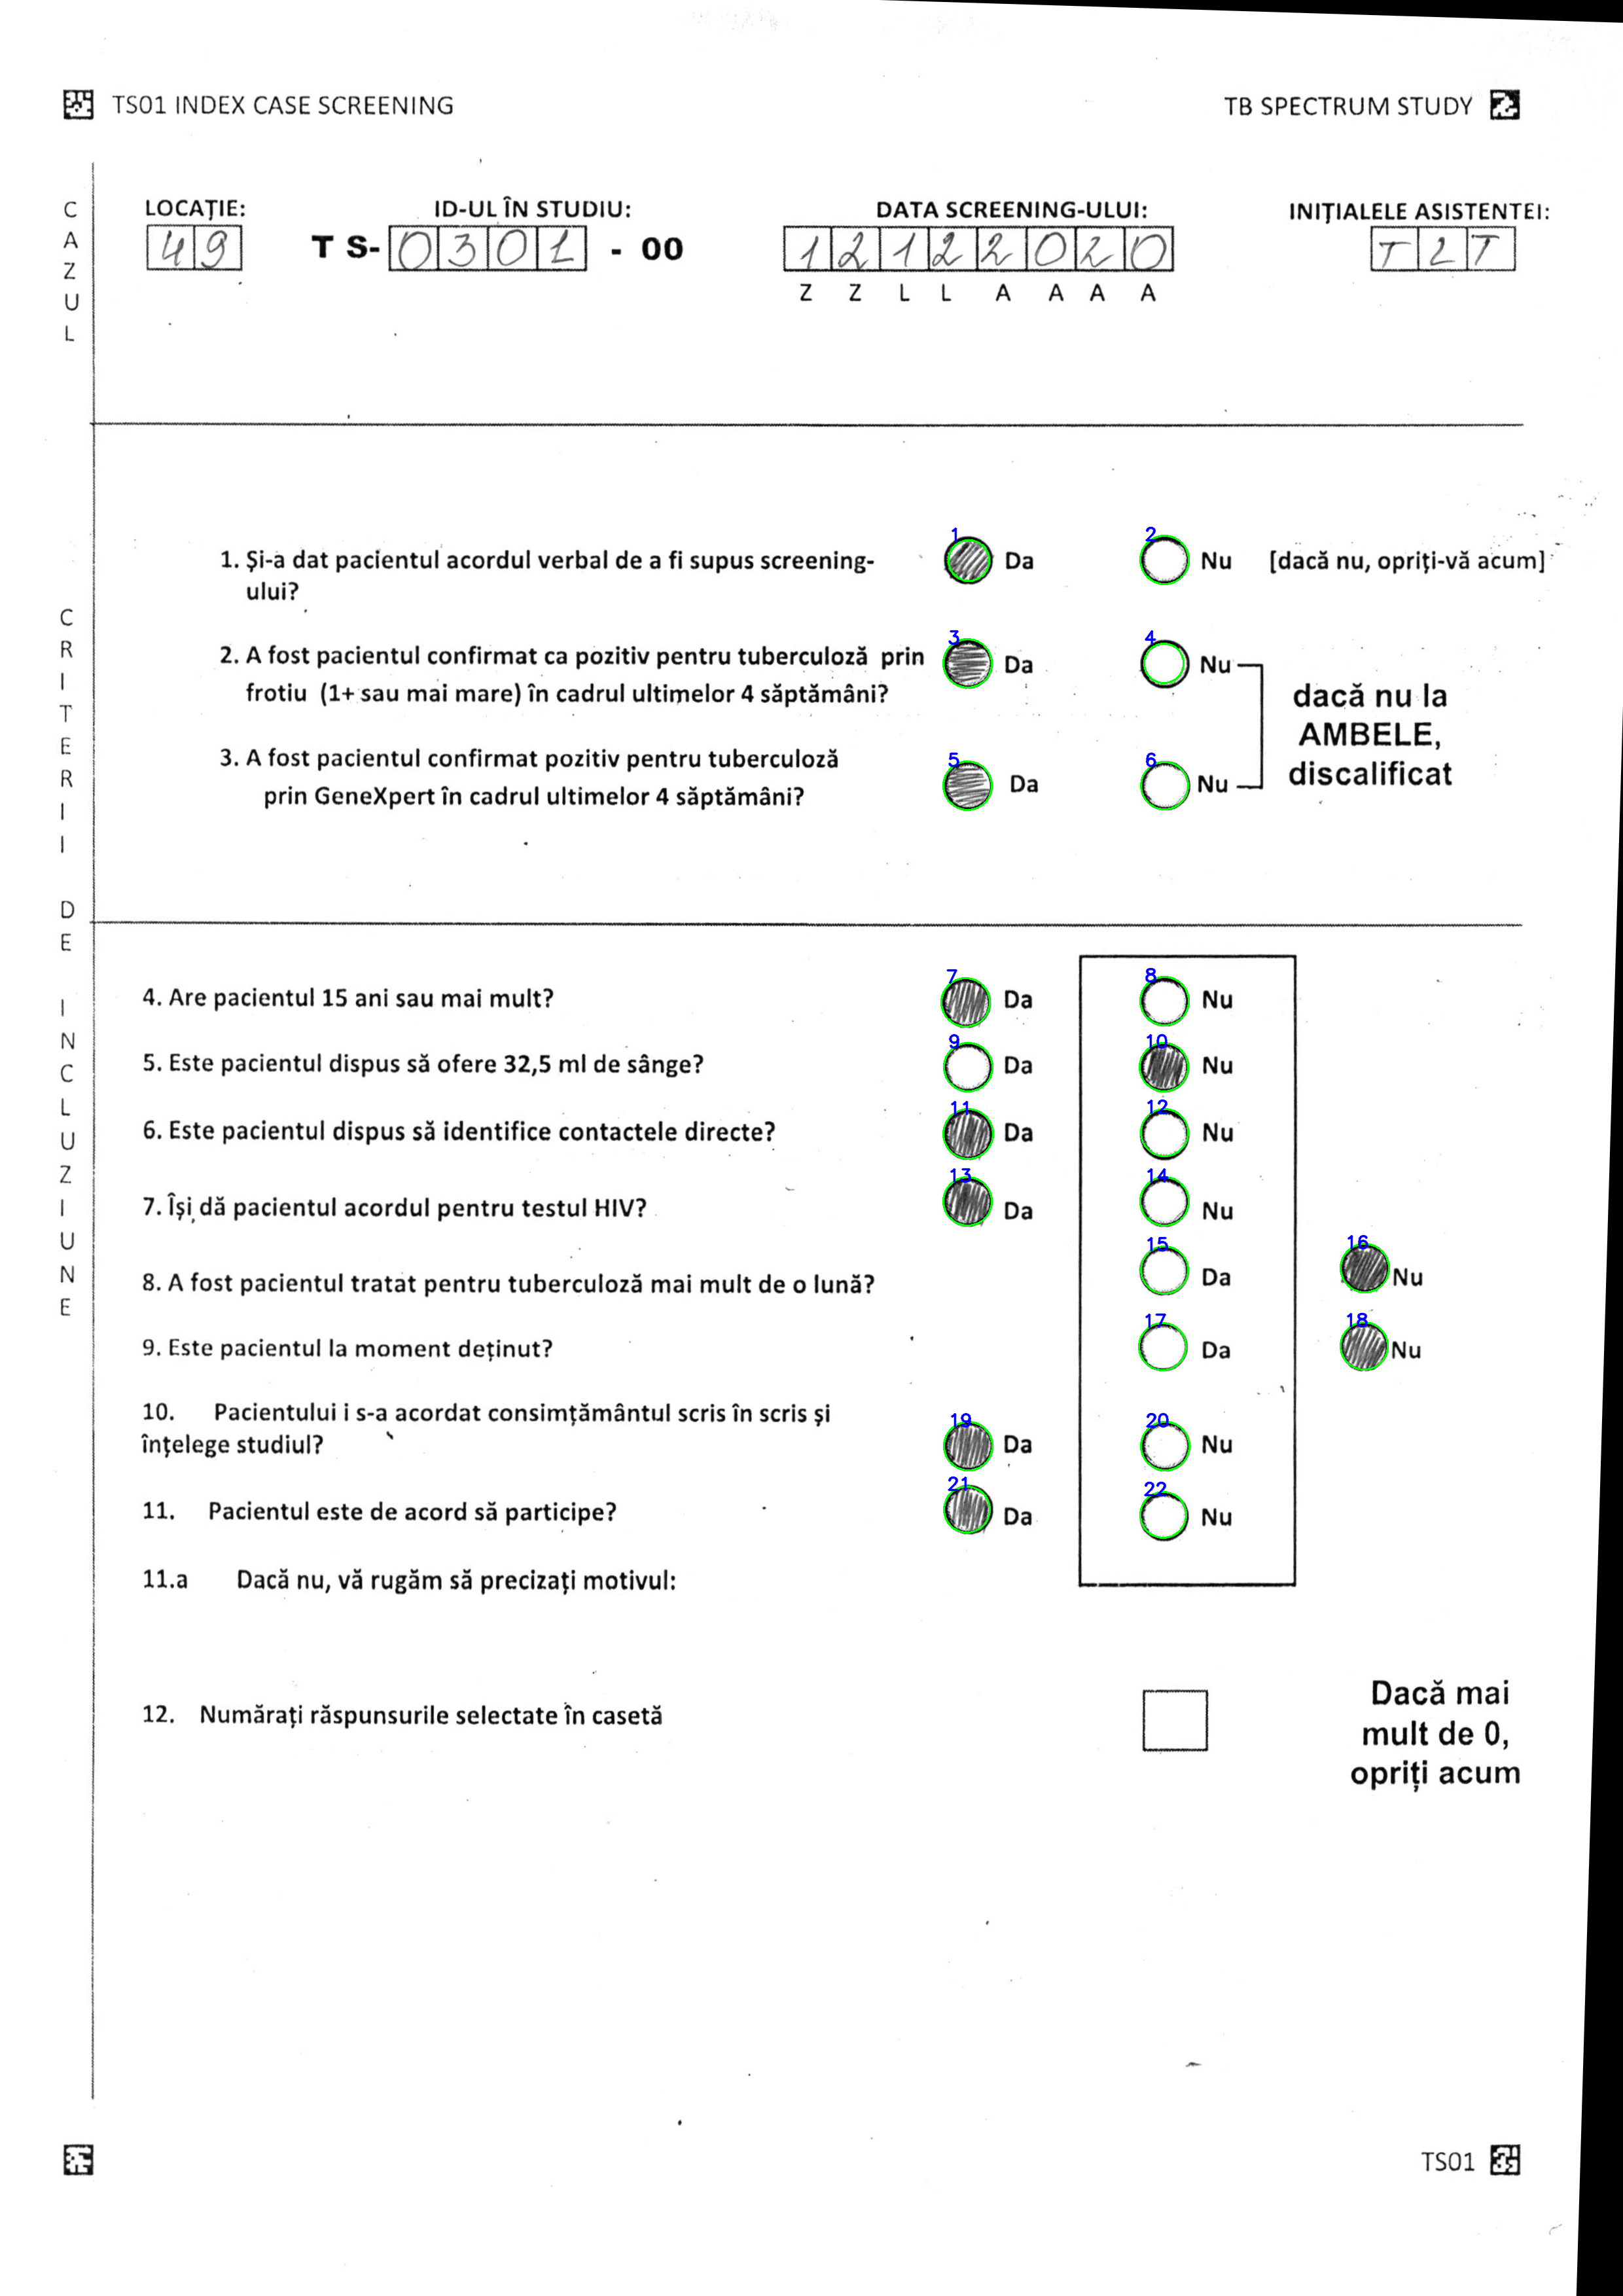 TS01 INDEX CASE SCREENING
TB SPECTRUM STUDY
CAZUL
LOCAȚIE: ID-UL ÎN STUDIU: DATA SCREENING-ULUI: INIȚIALELE ASISTENTEI:
49 TS-0301 - 00 12122020 TLT
Z Z L L A A A A
CRITERII DE INCLUZIUNE
1. Și-a dat pacientul acordul verbal de a fi supus screening- 1 Da 2 Nu [dacă nu, opriți-vă acum]
ului?
2. A fost pacientul confirmat ca pozitiv pentru tuberculoză prin 3 Da 4 Nu
frotiu (1+ sau mai mare) în cadrul ultimelor 4 săptămâni?
3. A fost pacientul confirmat pozitiv pentru tuberculoză 5 Da 6 Nu
prin GeneXpert în cadrul ultimelor 4 săptămâni?
dacă nu la
AMBELE,
discalificat
4. Are pacientul 15 ani sau mai mult? 7 Da 8 Nu
5. Este pacientul dispus să ofere 32,5 ml de sânge? 9 Da 10 Nu
6. Este pacientul dispus să identifice contactele directe? 11 Da 12 Nu
7. Își dă pacientul acordul pentru testul HIV? 13 Da 14 Nu
8. A fost pacientul tratat pentru tuberculoză mai mult de o lună? 15 Da 16 Nu
9. Este pacientul la moment deținut? 17 Da 18 Nu
10. Pacientului i s-a acordat consimțământul scris în scris și 19 Da 20 Nu
înțelege studiul?
11. Pacientul este de acord să participe? 21 Da 22 Nu
11.a Dacă nu, vă rugăm să precizați motivul:
12. Numărați răspunsurile selectate în casetă
Dacă mai
mult de 0,
opriți acum
TS01